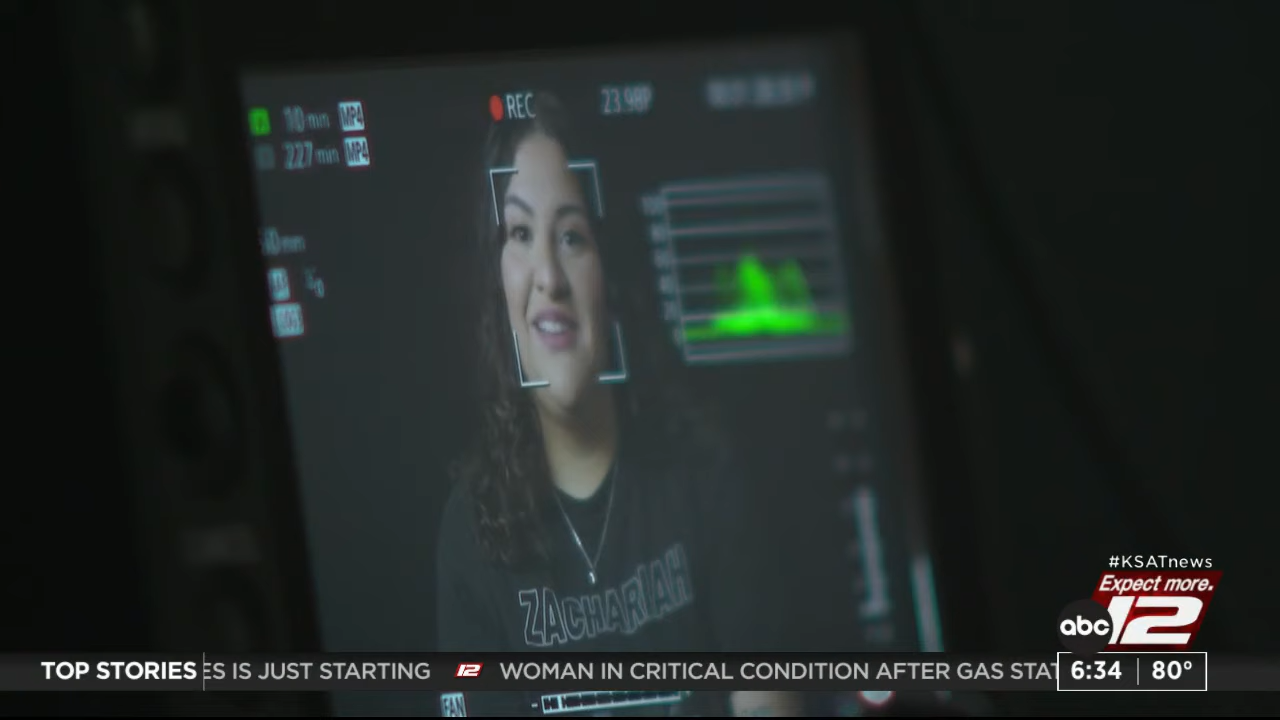 REC
23.98P
10 min MP4
227 min MP4
ZACHARIAH
#KSATnews
Expect more.
abc 12
TOP STORIES ES IS JUST STARTING 12 WOMAN IN CRITICAL CONDITION AFTER GAS STAT
6:34 80°
FAN